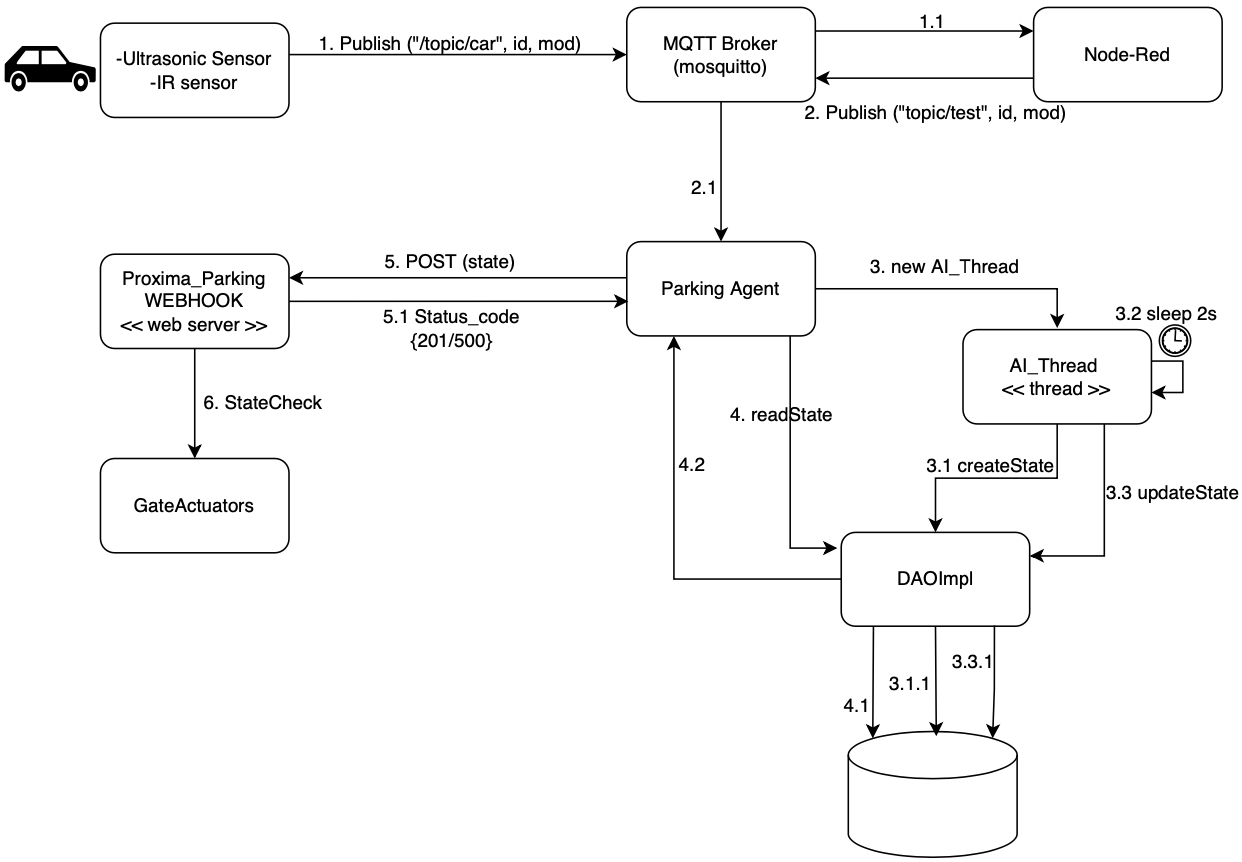 1. Publish ("/topic/car", id, mod)
-Ultrasonic Sensor
-IR sensor
MQTT Broker
(mosquitto)
1.1
Node-Red
2. Publish ("topic/test", id, mod)
2.1
Proxima_Parking
WEBHOOK
<< web server >>
5. POST (state)
5.1 Status_code
{201/500}
Parking Agent
3. new AI_Thread
3.2 sleep 2s
AI_Thread
<< thread >>
6. StateCheck
4. readState
4.2
3.1 createState
3.3 updateState
GateActuators
DAOImpl
4.1
3.1.1
3.3.1